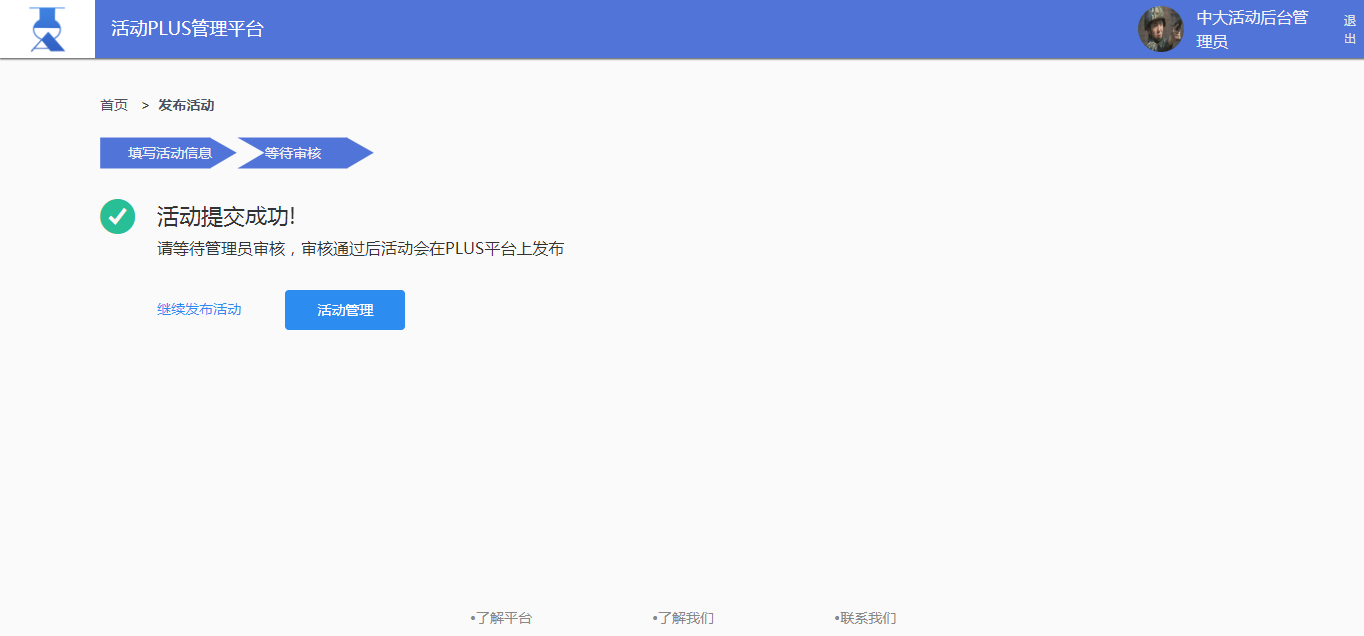 活动PLUS管理平台
中大活动后台管
理员
退
出
首页 > 发布活动
填写活动信息
等待审核
活动提交成功!
请等待管理员审核，审核通过后活动会在PLUS平台上发布
继续发布活动
活动管理
•了解平台
•了解我们
•联系我们